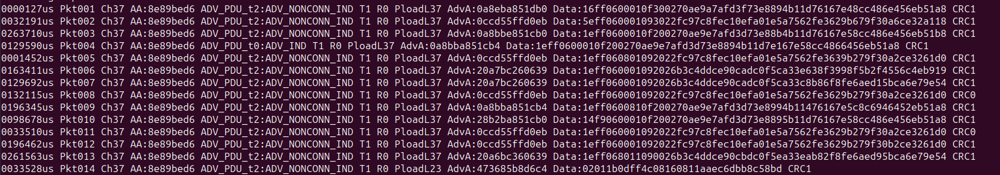 0000127us Pkt001 Ch37 AA:8e89bed6 ADV_PDU_t2:ADV_NONCONN_IND T1 R0 PloadL37 AdvA:0a8eba851db0 Data:16ff0600010f300270ae9a7afd3f73e8894b11d76167e48cc486e456eb51a8 CRC1
0032191us Pkt002 Ch37 AA:8e89bed6 ADV_PDU_t2:ADV_NONCONN_IND T1 R0 PloadL37 AdvA:0ccd55ffd0eb Data:5eff060001093022fc97c8fec10efa01e5a7562fe3629b679f30a6ce32a118 CRC1
0263710us Pkt003 Ch37 AA:8e89bed6 ADV_PDU_t2:ADV_NONCONN_IND T1 R0 PloadL37 AdvA:0a8bbe851cb0 Data:1eff0600010f200270ae9e7afd3d73e88b4b11d76167e58cc486e456eb51b8 CRC1
0129590us Pkt004 Ch37 AA:8e89bed6 ADV_PDU_t0:ADV_IND T1 R0 PloadL37 AdvA:0a8bba851cb4 Data:1eff0600010f200270ae9e7afd3d73e8894b11d7e167e58cc4866456eb51a8 CRC1
0001452us Pkt005 Ch37 AA:8e89bed6 ADV_PDU_t2:ADV_NONCONN_IND T1 R0 PloadL37 AdvA:0ccd55ffd0eb Data:1eff060801092022fc97c8fec10efa01e5a7562fe3639b279f30a2ce3261d0 CRC1
0163411us Pkt006 Ch37 AA:8e89bed6 ADV_PDU_t2:ADV_NONCONN_IND T1 R0 PloadL37 AdvA:20a7bc260639 Data:1eff060001092026b3c4ddce90cadc0f5ca33e638f3998f5b2f4556c4eb919 CRC1
0129692us Pkt007 Ch37 AA:8e89bed6 ADV_PDU_t2:ADV_NONCONN_IND T1 R0 PloadL37 AdvA:20a7bc260639 Data:1eff060001092026b3c4ddce90cadc0f5ca33c8b86f8fe6aed15bca6e79e54 CRC1
0132115us Pkt008 Ch37 AA:8e89bed6 ADV_PDU_t2:ADV_NONCONN_IND T1 R0 PloadL37 AdvA:0ccd55ffd0eb Data:1eff060001092022fc97c8fec10efa01e5a7562fe3629b279f30a2ce3261d0 CRC0
0196345us Pkt009 Ch37 AA:8e89bed6 ADV_PDU_t2:ADV_NONCONN_IND T1 R0 PloadL37 AdvA:0a8bba851cb4 Data:1eff0600810f200270ae9e7afd3d73e8994b11476167e5c8c6946452eb51a8 CRC1
0098678us Pkt010 Ch37 AA:8e89bed6 ADV_PDU_t2:ADV_NONCONN_IND T1 R0 PloadL37 AdvA:28b2ba851cb0 Data:14f90600010f200270ae9e7afd3d73e8895b11d76167e58cc486e456eb51a8 CRC1
0033510us Pkt011 Ch37 AA:8e89bed6 ADV_PDU_t2:ADV_NONCONN_IND T1 R0 PloadL37 AdvA:0ccd55ffd0eb Data:1eff060001092022fc97c8fec10efa01e5a7562fe3629b279f30a2ce3261d0 CRC0
0196462us Pkt012 Ch37 AA:8e89bed6 ADV_PDU_t2:ADV_NONCONN_IND T1 R0 PloadL37 AdvA:0ccd55ffd0eb Data:1eff060001092022fc97c8fec10efa01e5a7562fe3629b279f30b2ce3261d0 CRC1
0261563us Pkt013 Ch37 AA:8e89bed6 ADV_PDU_t2:ADV_NONCONN_IND T1 R0 PloadL37 AdvA:20a6bc360639 Data:1eff068011090026b3c4ddce90cbdc0f5ea33eab82f8fe6aed95bca6e79e54 CRC1
0033528us Pkt014 Ch37 AA:8e89bed6 ADV_PDU_t2:ADV_NONCONN_IND T1 R0 PloadL23 AdvA:473685b8d6c4 Data:02011b0dff4c08160811aaec6dbb8c58bd CRC1